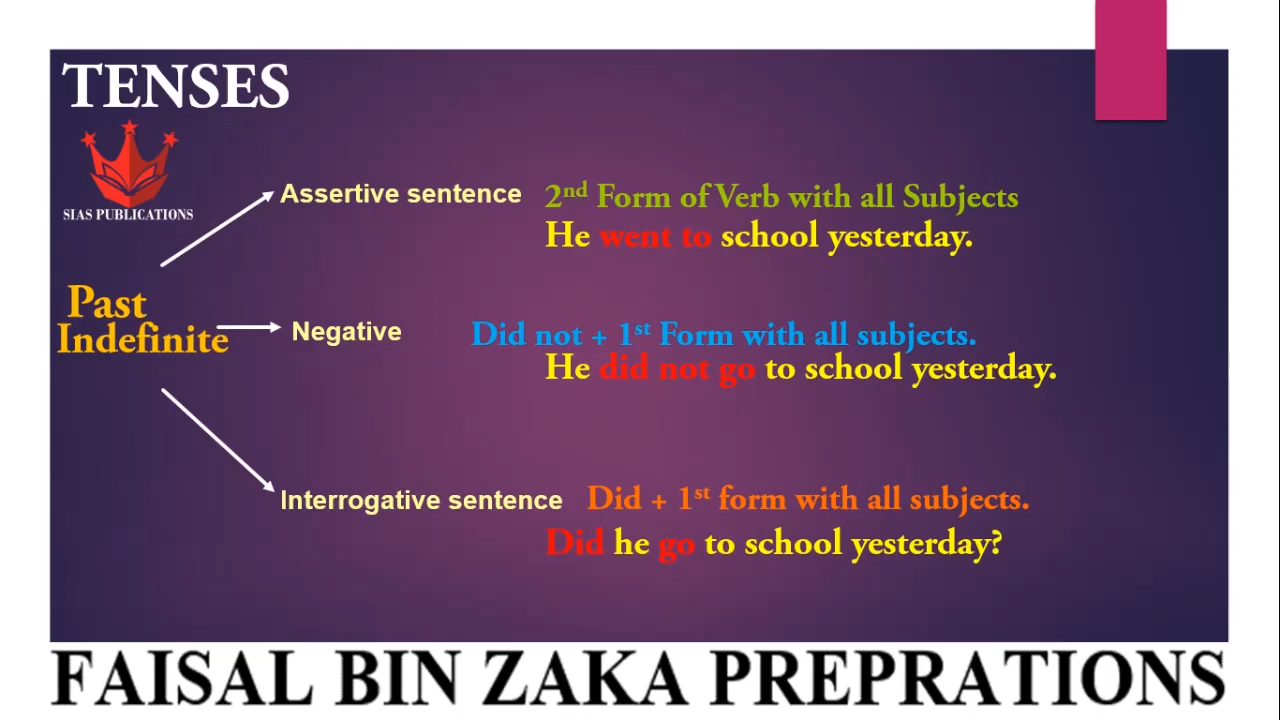 TENSES
SIAS PUBLICATIONS
Assertive sentence 2nd Form of Verb with all Subjects
He went to school yesterday.
Past
Indefinite
Negative Did not + 1st Form with all subjects.
He did not go to school yesterday.
Interrogative sentence Did + 1st form with all subjects.
Did he go to school yesterday?
FAISAL BIN ZAKA PREPRATIONS